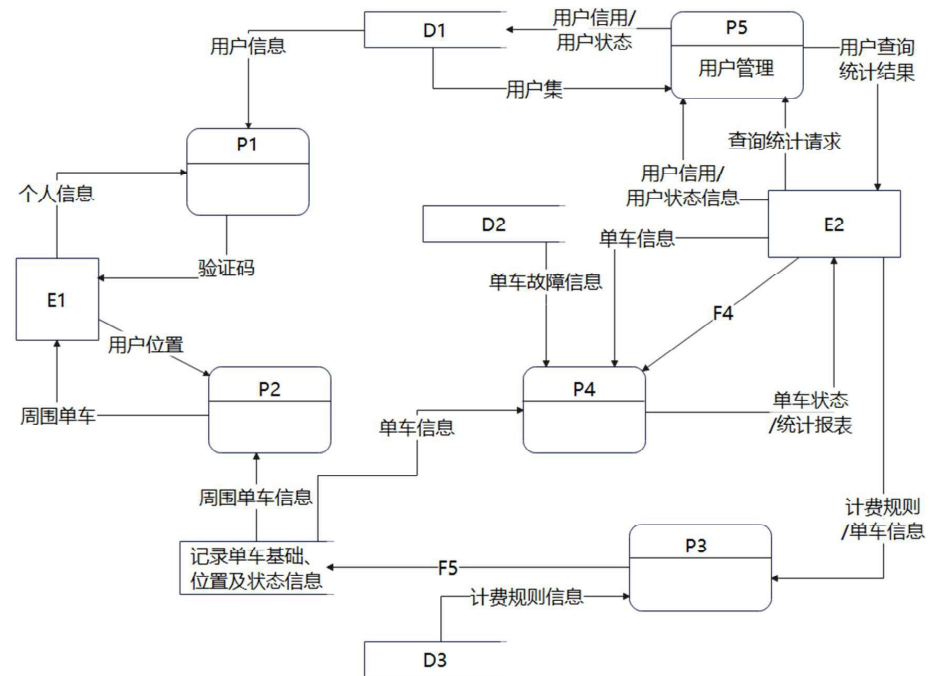 D1
用户信用/
用户状态
P5
用户管理
用户查询
统计结果
用户信息
用户集
P1
查询统计请求
个人信息
用户信用/
用户状态信息
D2
单车信息
E2
验证码
单车故障信息
E1
F4
用户位置
P2
P4
周围单车
单车信息
单车状态
/统计报表
周围单车信息
计费规则
/单车信息
P3
记录单车基础、
位置及状态信息
F5
计费规则信息
D3